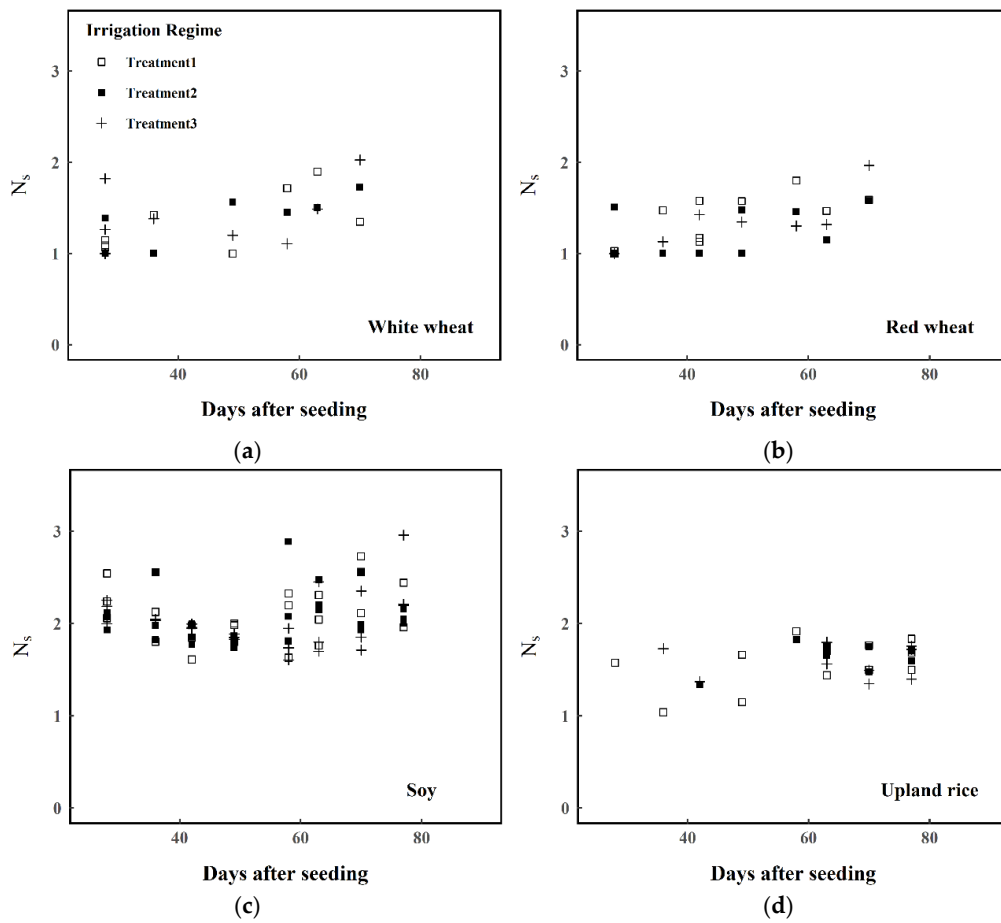 Irrigation Regime
Treatment1
Treatment2
Treatment3
3
2
1
0
Ns
White wheat
40 60 80
Days after seeding
(a)
3
2
1
0
Ns
Red wheat
40 60 80
Days after seeding
(b)
3
2
1
0
Ns
Soy
40 60 80
Days after seeding
(c)
3
2
1
0
Ns
Upland rice
40 60 80
Days after seeding
(d)